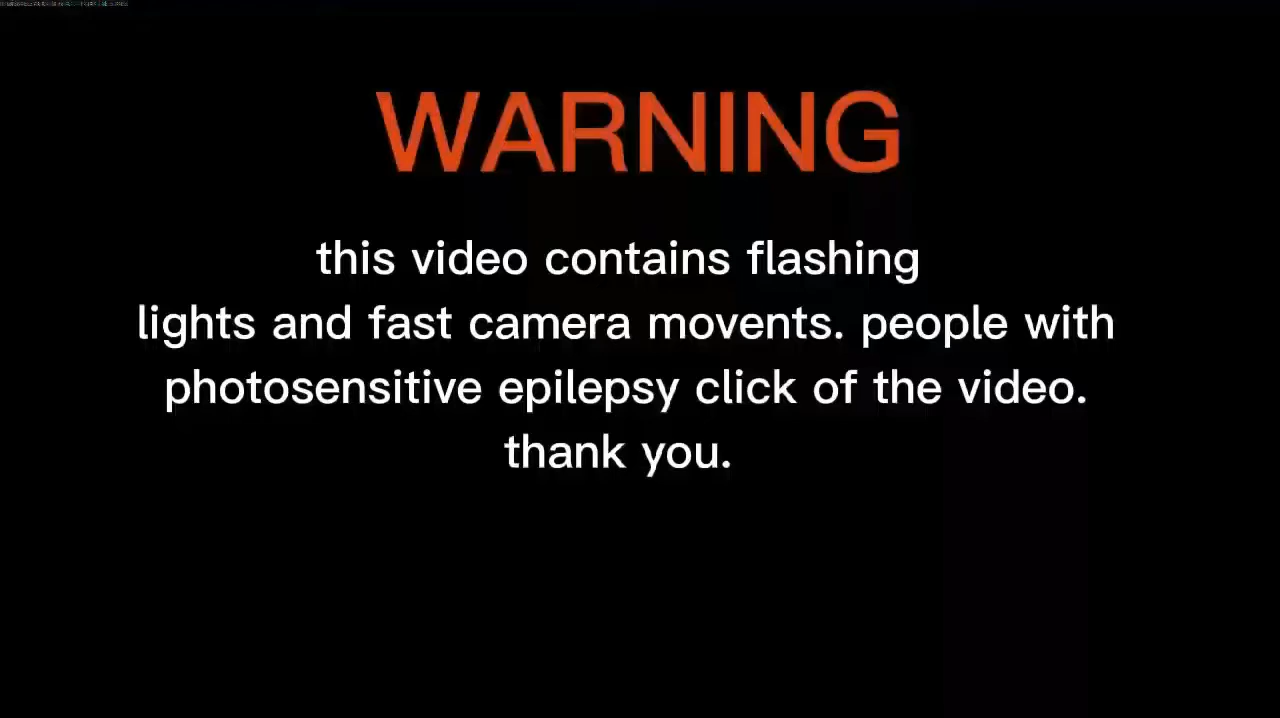 WARNING
this video contains flashing
lights and fast camera movents. people with
photosensitive epilepsy click of the video.
thank you.